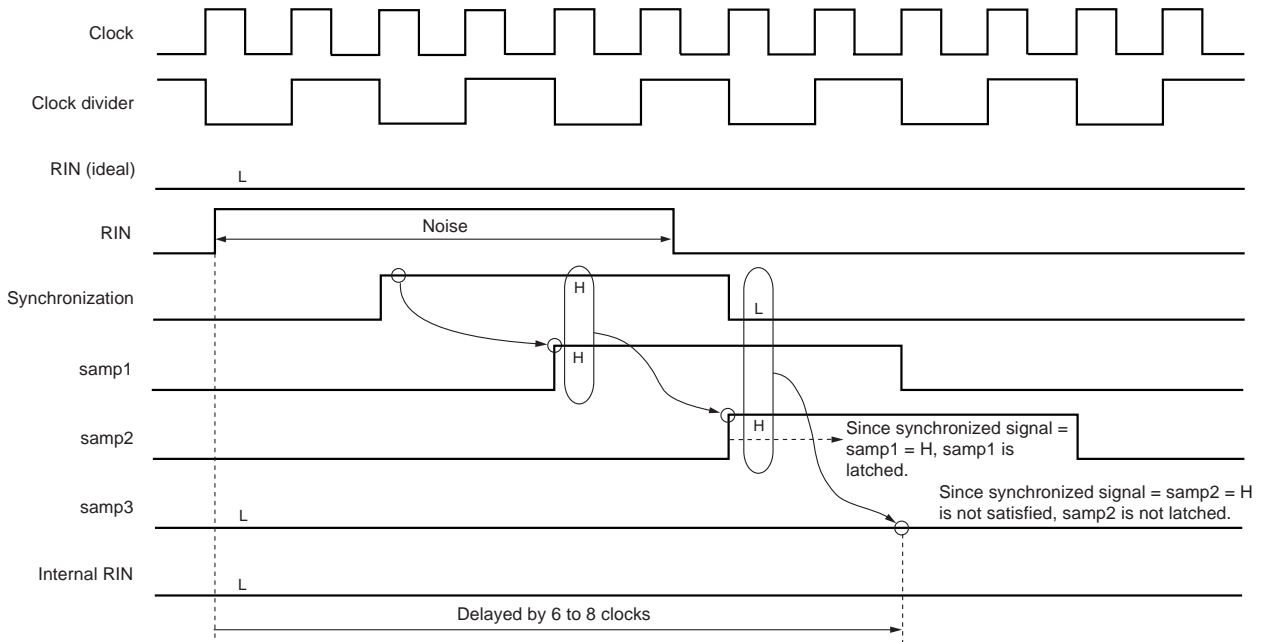 Clock
Clock divider
RIN (ideal)
L
RIN
Noise
Synchronization
H
L
samp1
H
samp2
H
Since synchronized signal =
samp1 = H, samp1 is
latched.
samp3
L
Since synchronized signal = samp2 = H
is not satisfied, samp2 is not latched.
Internal RIN
L
Delayed by 6 to 8 clocks